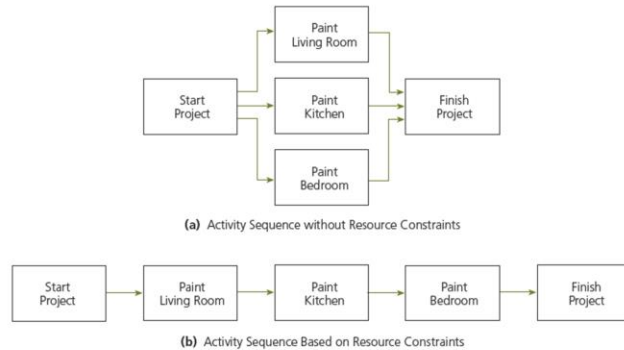 Paint
Living Room
Start
Project
Paint
Kitchen
Finish
Project
Paint
Bedroom
(a) Activity Sequence without Resource Constraints
Start
Project
Paint
Living Room
Paint
Kitchen
Paint
Bedroom
Finish
Project
(b) Activity Sequence Based on Resource Constraints